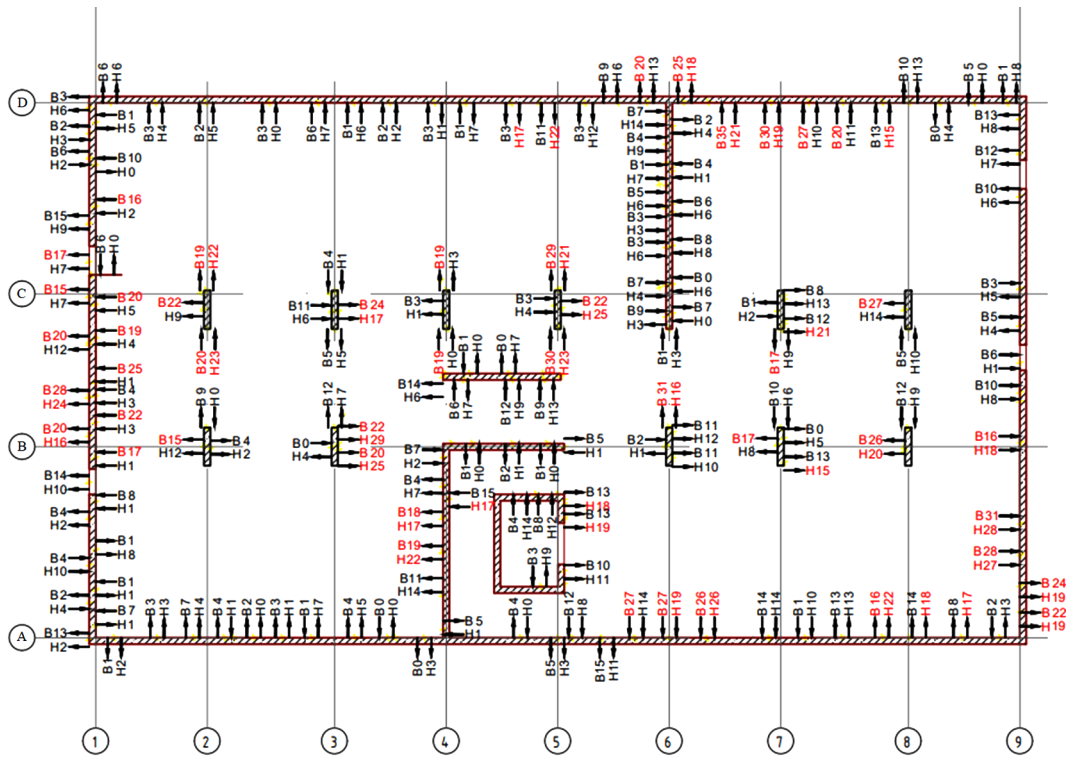 B6 H6
B9 H6
B20 H13
B25 H18
B10 H13
B5 H0
B1 H8
D
B3
H6
B1
B2
H5
H3
B6
B10
H2
H0
B16
B15
H2
H9
B3 H4
B2 H5
B3 H0
B6 H7
B1 H6
B2 H2
B3 H1
B1 H7
B3 H17
B11 H22
B3 H12
B7
H14
B4
H9
B1
H7
B5
H6
B3
H3
B3
H6
B7
H4
B9
H3
B2
H4
B4
H1
B6
H6
B8
H8
B0
H6
B7
H0
B35 H21
B30 H19
B27 H10
B20 H11
B13 H15
B0 H4
B13
H8
B12
H7
B10
H6
B6 H0
B17
H7
B19 H22
B4 H1
B19 H3
B29 H21
C
B15
H7
B20
H5
B22
H9
B11
H6
B24
H17
B3
H1
B3
H4
B22
H25
B1
H2
B8
H13
B12
H21
B27
H14
B3
H5
B5
H4
B20
H12
B19
H4
B20 H23
B5 H5
B19 H0
B1 H0
B0 H7
B30 H23
B1 H3
B17 H9
B5 H10
B6
H1
B25
H1
B28
H24
B4
H3
B22
H3
B20
H16
B9 H0
B12 H7
B14
H6
B6 H7
B12 H9
B9 H13
B31 H16
B10 H6
B12 H0
B10
H8
B
B17
H1
B15
H12
B4
H2
B0
H4
B22
H29
B20
H25
B7
H2
B5
H1
B2
H1
B11
H12
B11
H10
B17
H8
B0
H5
B13
H15
B26
H20
B16
H18
B14
H10
B8
H1
B4
H2
B4
H7
B15
H17
B1 H0
B2 H1
B1 H0
B18
H17
B4 H14
B8 H12
B13
H18
B13
H19
B31
H28
B1
H8
B4
H10
B19
H22
B3 H9
B28
H27
B11
H14
B10
H11
B1
H1
B2
H4
B7
H1
B24
H19
B22
H19
A
B13
H2
B3 H3
B7 H4
B4 H1
B2 H0
B3 H1
B1 H7
B4 H5
B0 H0
B5
H1
B4 H0
B12 H1
B27 H14
B27 H19
B26 H26
B14 H14
B1 H10
B13 H13
B16 H22
B14 H18
B8 H17
B2 H3
B1 H2
B0 H3
B5 H3
B15 H11
1 2 3 4 5 6 7 8 9